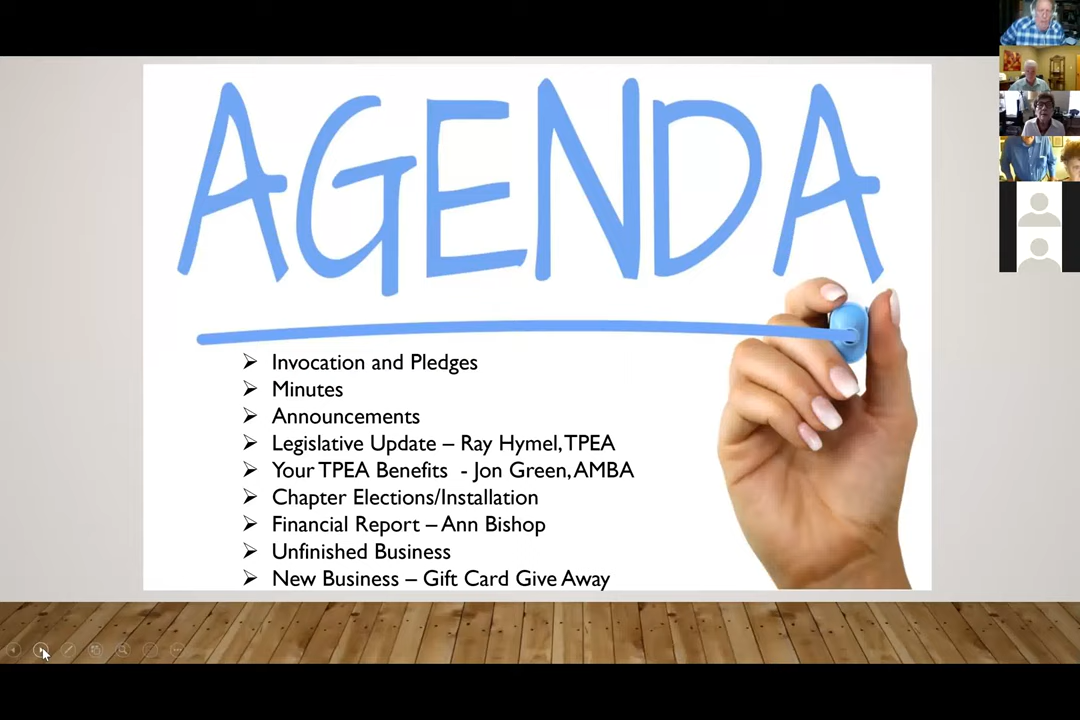 AGENDA
Invocation and Pledges
Minutes
Announcements
Legislative Update – Ray Hymel, TPEA
Your TPEA Benefits - Jon Green, AMBA
Chapter Elections/Installation
Financial Report – Ann Bishop
Unfinished Business
New Business – Gift Card Give Away